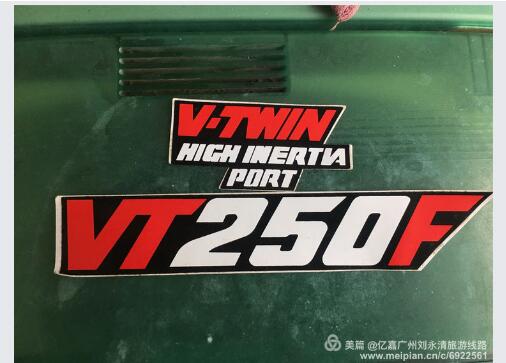 V-TWIN
HIGH INERTIA
PORT
VT250F
美篇 @亿嘉广州刘永清旅游线路
www.meipian.cn/c/6922561